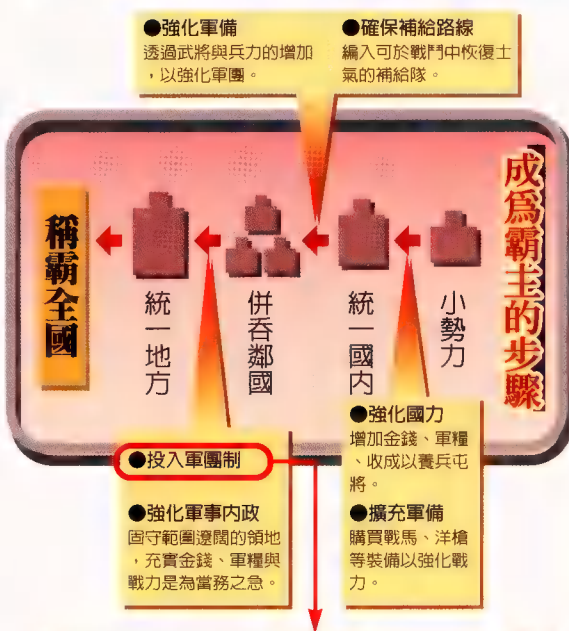 ●強化軍備
透過武將與兵力的增加
，以強化軍團。
●確保補給路線
編入可於戰鬥中恢復士
氣的補給隊。
成為霸主的步驟
小勢力
統一國內
併吞鄰國
統一地方
稱霸全國
●投入軍團制
●強化軍事內政
固守範圍遼闊的領地
，充實金錢、軍糧與
戰力是為當務之急。
●強化國力
增加金錢、軍糧
、收成以養兵屯
將。
●擴充軍備
購買戰馬、洋槍
等裝備以強化戰
力。